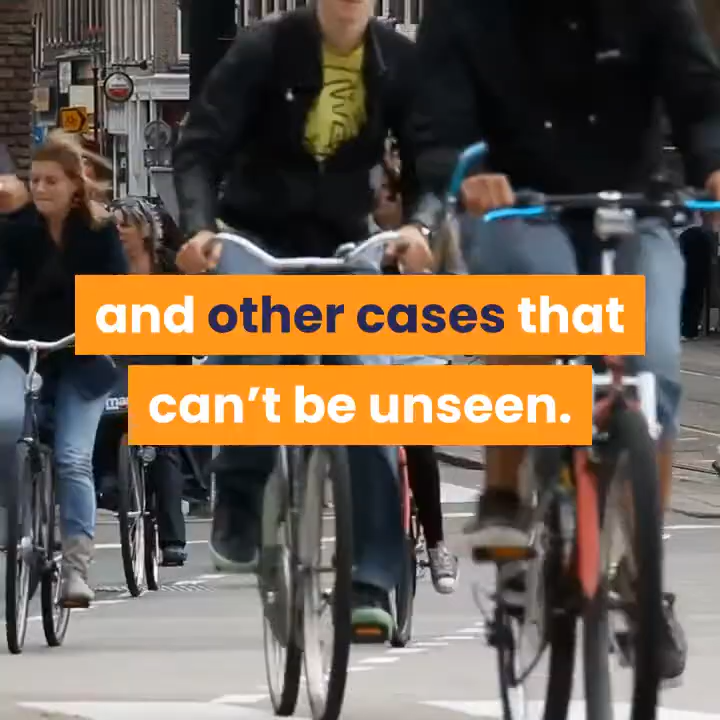 and other cases that
can’t be unseen.